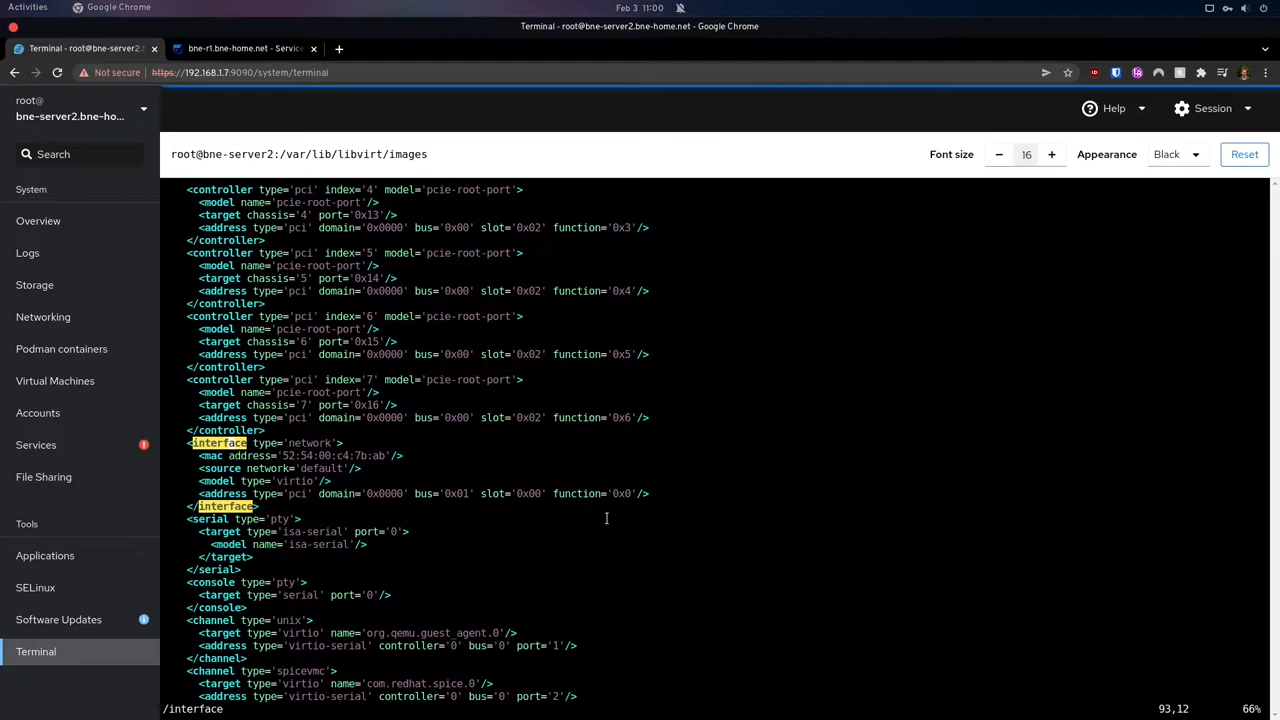 Activities
Google Chrome
Feb 3 11:00
Terminal - root@bne-server2.bne-home.net - Google Chrome
Terminal - root@bne-server2.b
bne-r1.bne-home.net - Servic
Not secure
https://192.168.1.7:9090/system/terminal
root@
bne-server2.bne-ho...
Help
Session
Search
root@bne-server2:/var/lib/libvirt/images
Font size
16
Appearance
Black
Reset
System
Overview
Logs
Storage
Networking
Podman containers
Virtual Machines
Accounts
Services
File Sharing
Tools
Applications
SELinux
Software Updates
Terminal
<controller type='pci' index='4' model='pcie-root-port'>
<model name='pcie-root-port'/>
<target chassis='4' port='0x13'/>
<address type='pci' domain='0x0000' bus='0x00' slot='0x02' function='0x3'/>
</controller>
<controller type='pci' index='5' model='pcie-root-port'>
<model name='pcie-root-port'/>
<target chassis='5' port='0x14'/>
<address type='pci' domain='0x0000' bus='0x00' slot='0x02' function='0x4'/>
</controller>
<controller type='pci' index='6' model='pcie-root-port'>
<model name='pcie-root-port'/>
<target chassis='6' port='0x15'/>
<address type='pci' domain='0x0000' bus='0x00' slot='0x02' function='0x5'/>
</controller>
<controller type='pci' index='7' model='pcie-root-port'>
<model name='pcie-root-port'/>
<target chassis='7' port='0x16'/>
<address type='pci' domain='0x0000' bus='0x00' slot='0x02' function='0x6'/>
</controller>
<interface type='network'>
<mac address='52:54:00:c4:7b:ab'/>
<source network='default'/>
<model type='virtio'/>
<address type='pci' domain='0x0000' bus='0x01' slot='0x00' function='0x0'/>
</interface>
<serial type='pty'>
<target type='isa-serial' port='0'>
<model name='isa-serial'/>
</target>
</serial>
<console type='pty'>
<target type='serial' port='0'/>
</console>
<channel type='unix'>
<target type='virtio' name='org.qemu.guest_agent.0'/>
<address type='virtio-serial' controller='0' bus='0' port='1'/>
</channel>
<channel type='spicevmc'>
<target type='virtio' name='com.redhat.spice.0'/>
<address type='virtio-serial' controller='0' bus='0' port='2'/>
/interface
93,12
66%